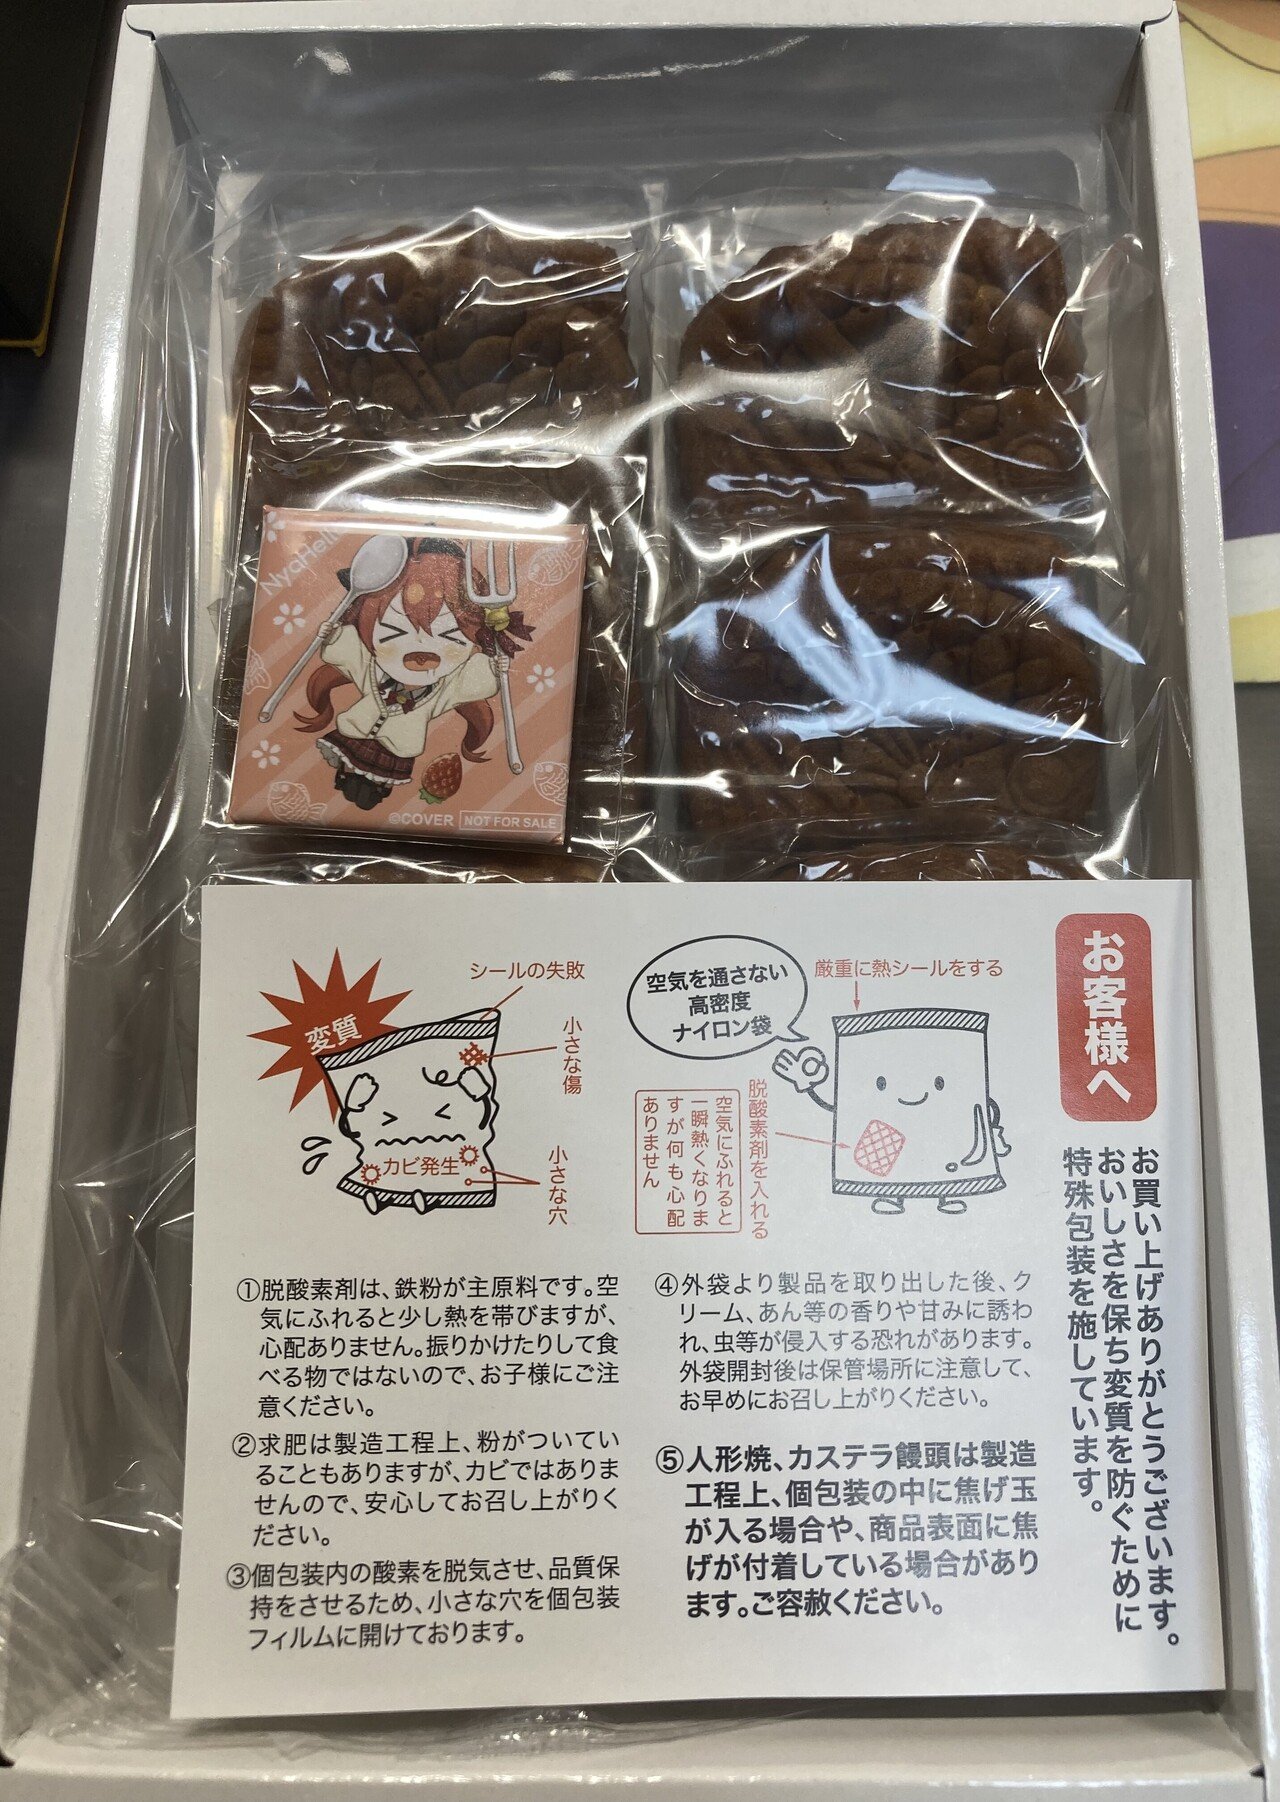 NyaHello
©COVER NOT FOR SALE
お客様へ
お買い上げありがとうございます。
おいしさを保ち変質を防ぐために
特殊包装を施しています。
厳重に熱シールをする
空気を通さない
高密度
ナイロン袋
脱酸素剤を入れる
空気にふれると
一瞬熱くなりま
すが何も心配
ありません
シールの失敗
変質
小さな傷
カビ発生
小さな穴
①脱酸素剤は、鉄粉が主原料です。空
気にふれると少し熱を帯びますが、
心配ありません。振りかけたりして食
べる物ではないので、お子様にご注
意ください。
②求肥は製造工程上、粉がついてい
ることもありますが、カビではありま
せんので、安心してお召し上がりく
ださい。
③個包装内の酸素を脱気させ、品質保
持をさせるため、小さな穴を個包装
フィルムに開けております。
④外袋より製品を取り出した後、ク
リーム、あん等の香りや甘みに誘わ
れ、虫等が侵入する恐れがあります。
外袋開封後は保管場所に注意して、
お早めにお召し上がりください。
⑤人形焼、カステラ饅頭は製造
工程上、個包装の中に焦げ玉
が入る場合や、商品表面に焦
げが付着している場合があり
ます。ご容赦ください。